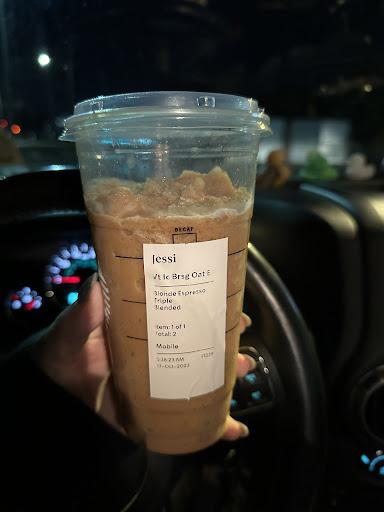 DECAF
Jessi
Vt Ic Brsg Oat E
Blonde Espresso
Triple
Blended
Item: 1 of 1
Total: 2
Mobile
5:38:23 AM
17-Oct-2023